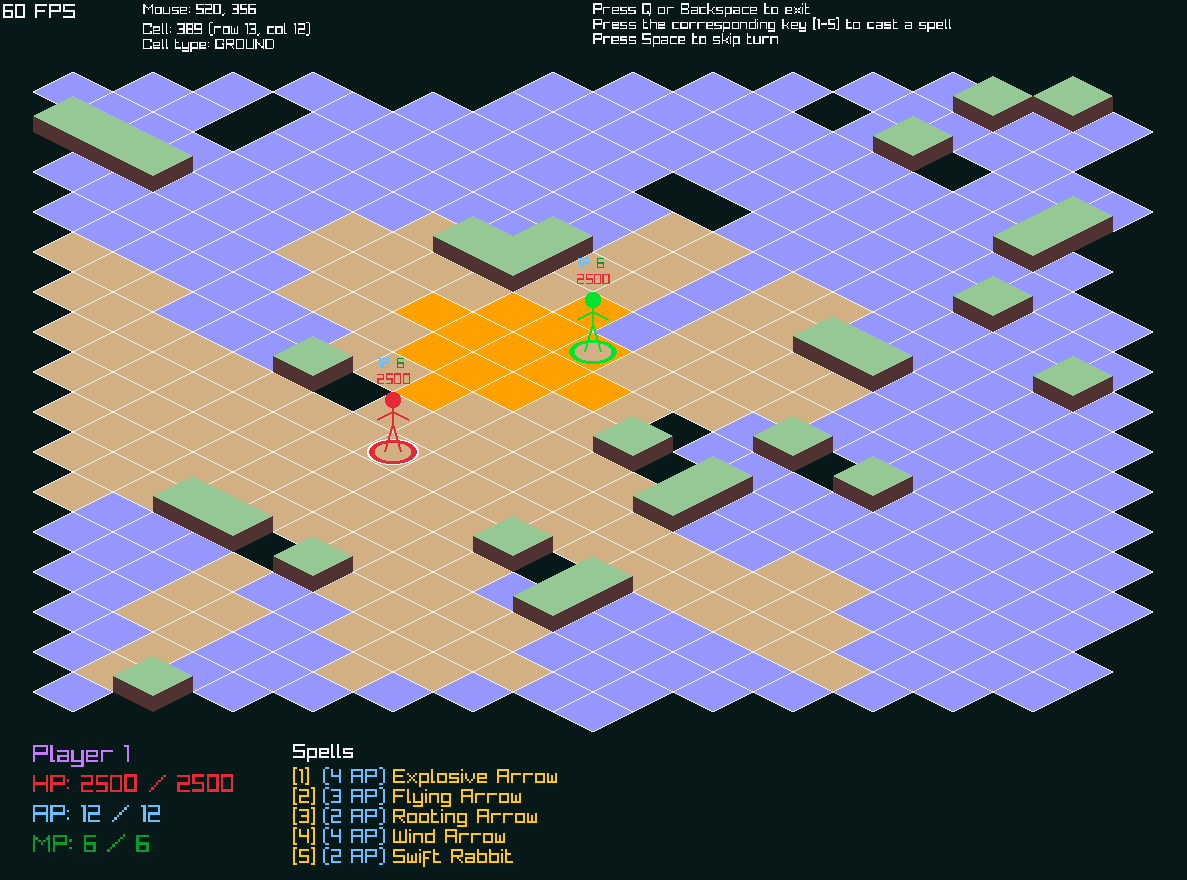 60 FPS
Mouse: 520, 356
Cell: 389 (row 13, col 12)
Cell type: GROUND
Press Q or Backspace to exit
Press the corresponding key [1-5] to cast a spell
Press Space to skip turn
6
2500
6
2500
Player 1
HP: 2500 / 2500
AP: 12 / 12
MP: 6 / 6
Spells
[1] (4 AP) Explosive Arrow
[2] (3 AP) Flying Arrow
[3] (2 AP) Rooting Arrow
[4] (4 AP) Wind Arrow
[5] (2 AP) Swift Rabbit